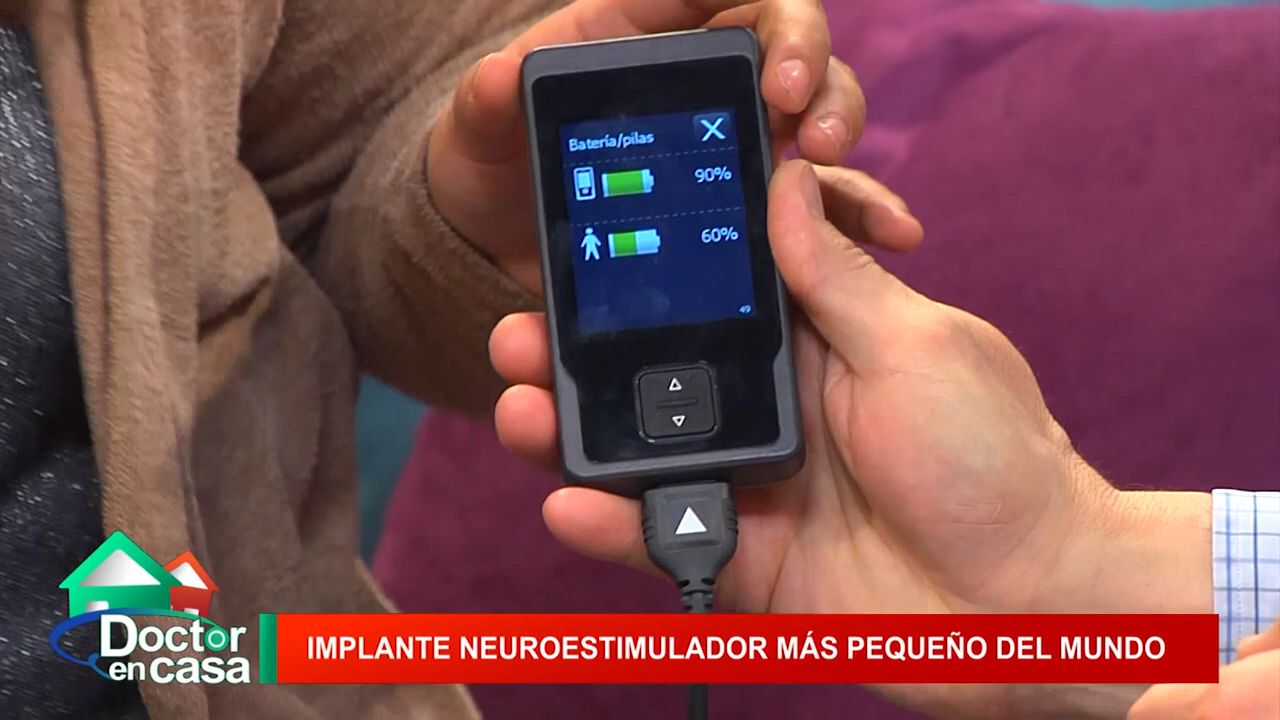 Batería/pilas
90%
60%
49
Doctor
en casa
IMPLANTE NEUROESTIMULADOR MÁS PEQUEÑO DEL MUNDO